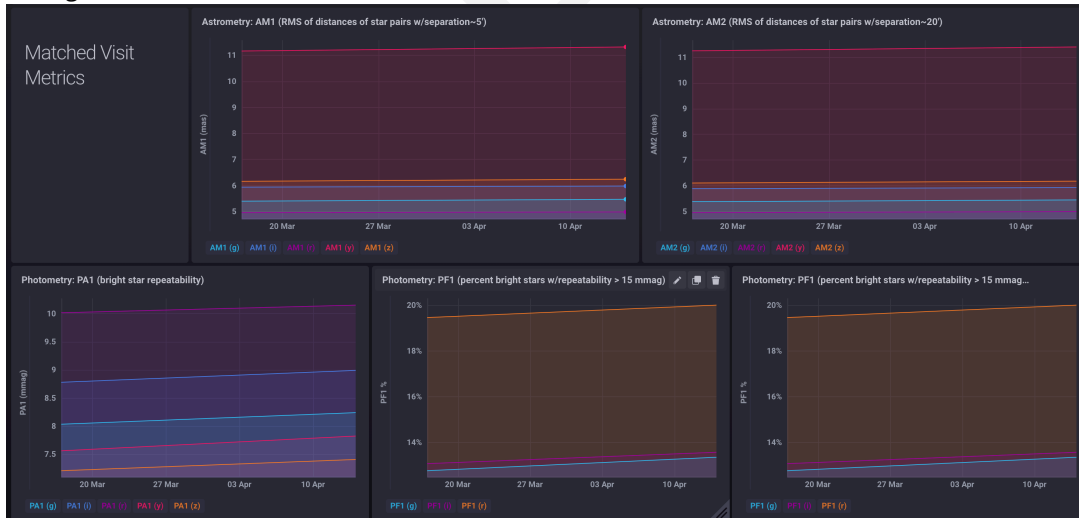 Matched Visit
Metrics
Astrometry: AM1 (RMS of distances of star pairs w/separation~5')
AM1 (mas)
11
10
9
8
7
6
5
20 Mar 27 Mar 03 Apr 10 Apr
AM1 (g) AM1 (i) AM1 (r) AM1 (y) AM1 (z)
Astrometry: AM2 (RMS of distances of star pairs w/separation~20')
AM2 (mas)
11
10
9
8
7
6
5
20 Mar 27 Mar 03 Apr 10 Apr
AM2 (g) AM2 (i) AM2 (r) AM2 (y) AM2 (z)
Photometry: PA1 (bright star repeatability)
PA1 (mmag)
10
9.5
9
8.5
8
7.5
20 Mar 27 Mar 03 Apr 10 Apr
PA1 (g) PA1 (i) PA1 (r) PA1 (y) PA1 (z)
Photometry: PF1 (percent bright stars w/repeatability > 15 mmag)
PF1 %
20%
18%
16%
14%
20 Mar 27 Mar 03 Apr 10 Apr
PF1 (g) PF1 (i) PF1 (r)
Photometry: PF1 (percent bright stars w/repeatability > 15 mmag...
PF1 %
20%
18%
16%
14%
20 Mar 27 Mar 03 Apr 10 Apr
PF1 (g) PF1 (i) PF1 (r)